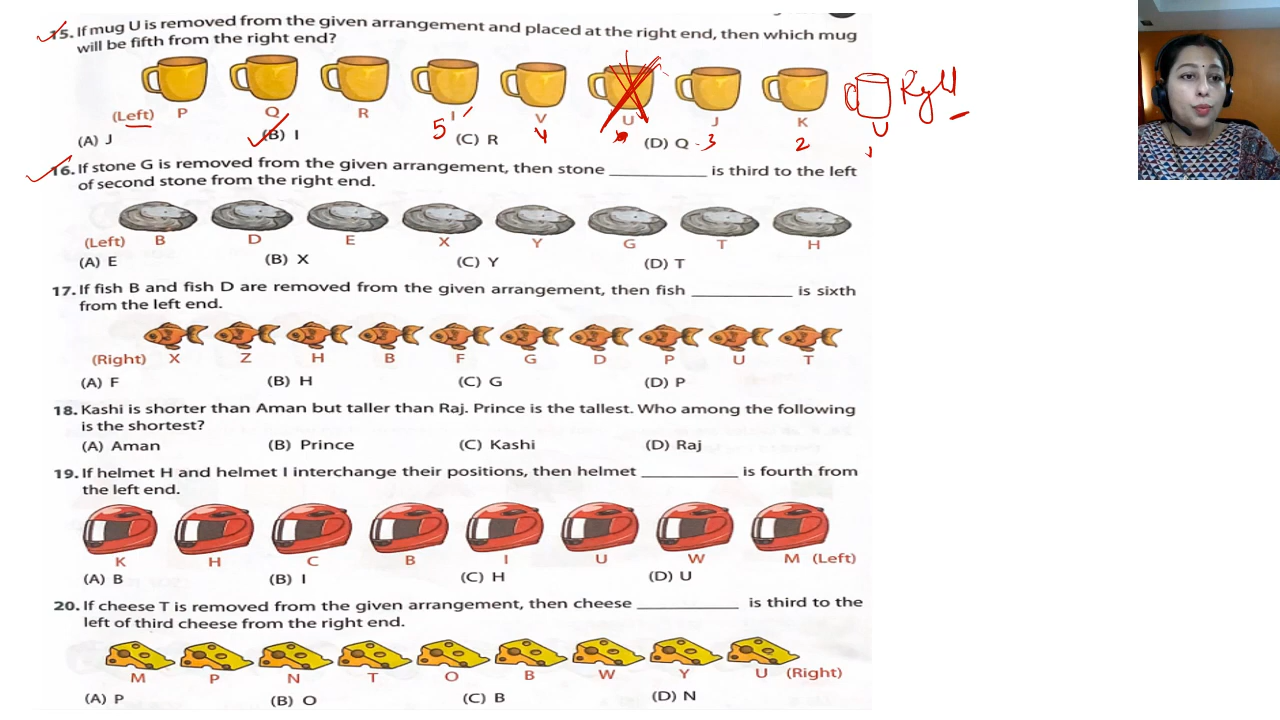 15. If mug U is removed from the given arrangement and placed at the right end, then which mug
will be fifth from the right end?
Right
(Left) P Q R I V U J K U
5 4 3 2
(A) J (B) I (C) R (D) Q
16. If stone G is removed from the given arrangement, then stone __________ is third to the left
of second stone from the right end.
(Left) B D E X Y G T H
(A) E (B) X (C) Y (D) T
17. If fish B and fish D are removed from the given arrangement, then fish __________ is sixth
from the left end.
(Right) X Z H B F G D P U T
(A) F (B) H (C) G (D) P
18. Kashi is shorter than Aman but taller than Raj. Prince is the tallest. Who among the following
is the shortest?
(A) Aman (B) Prince (C) Kashi (D) Raj
19. If helmet H and helmet I interchange their positions, then helmet __________ is fourth from
the left end.
K H C B I U W M (Left)
(A) B (B) I (C) H (D) U
20. If cheese T is removed from the given arrangement, then cheese __________ is third to the
left of third cheese from the right end.
M P N T O B W Y U (Right)
(A) P (B) O (C) B (D) N